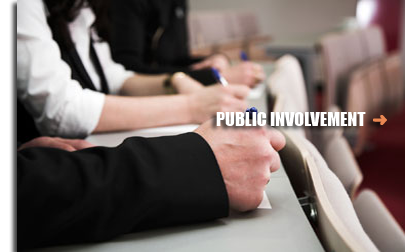 PUBLIC INVOLVEMENT →